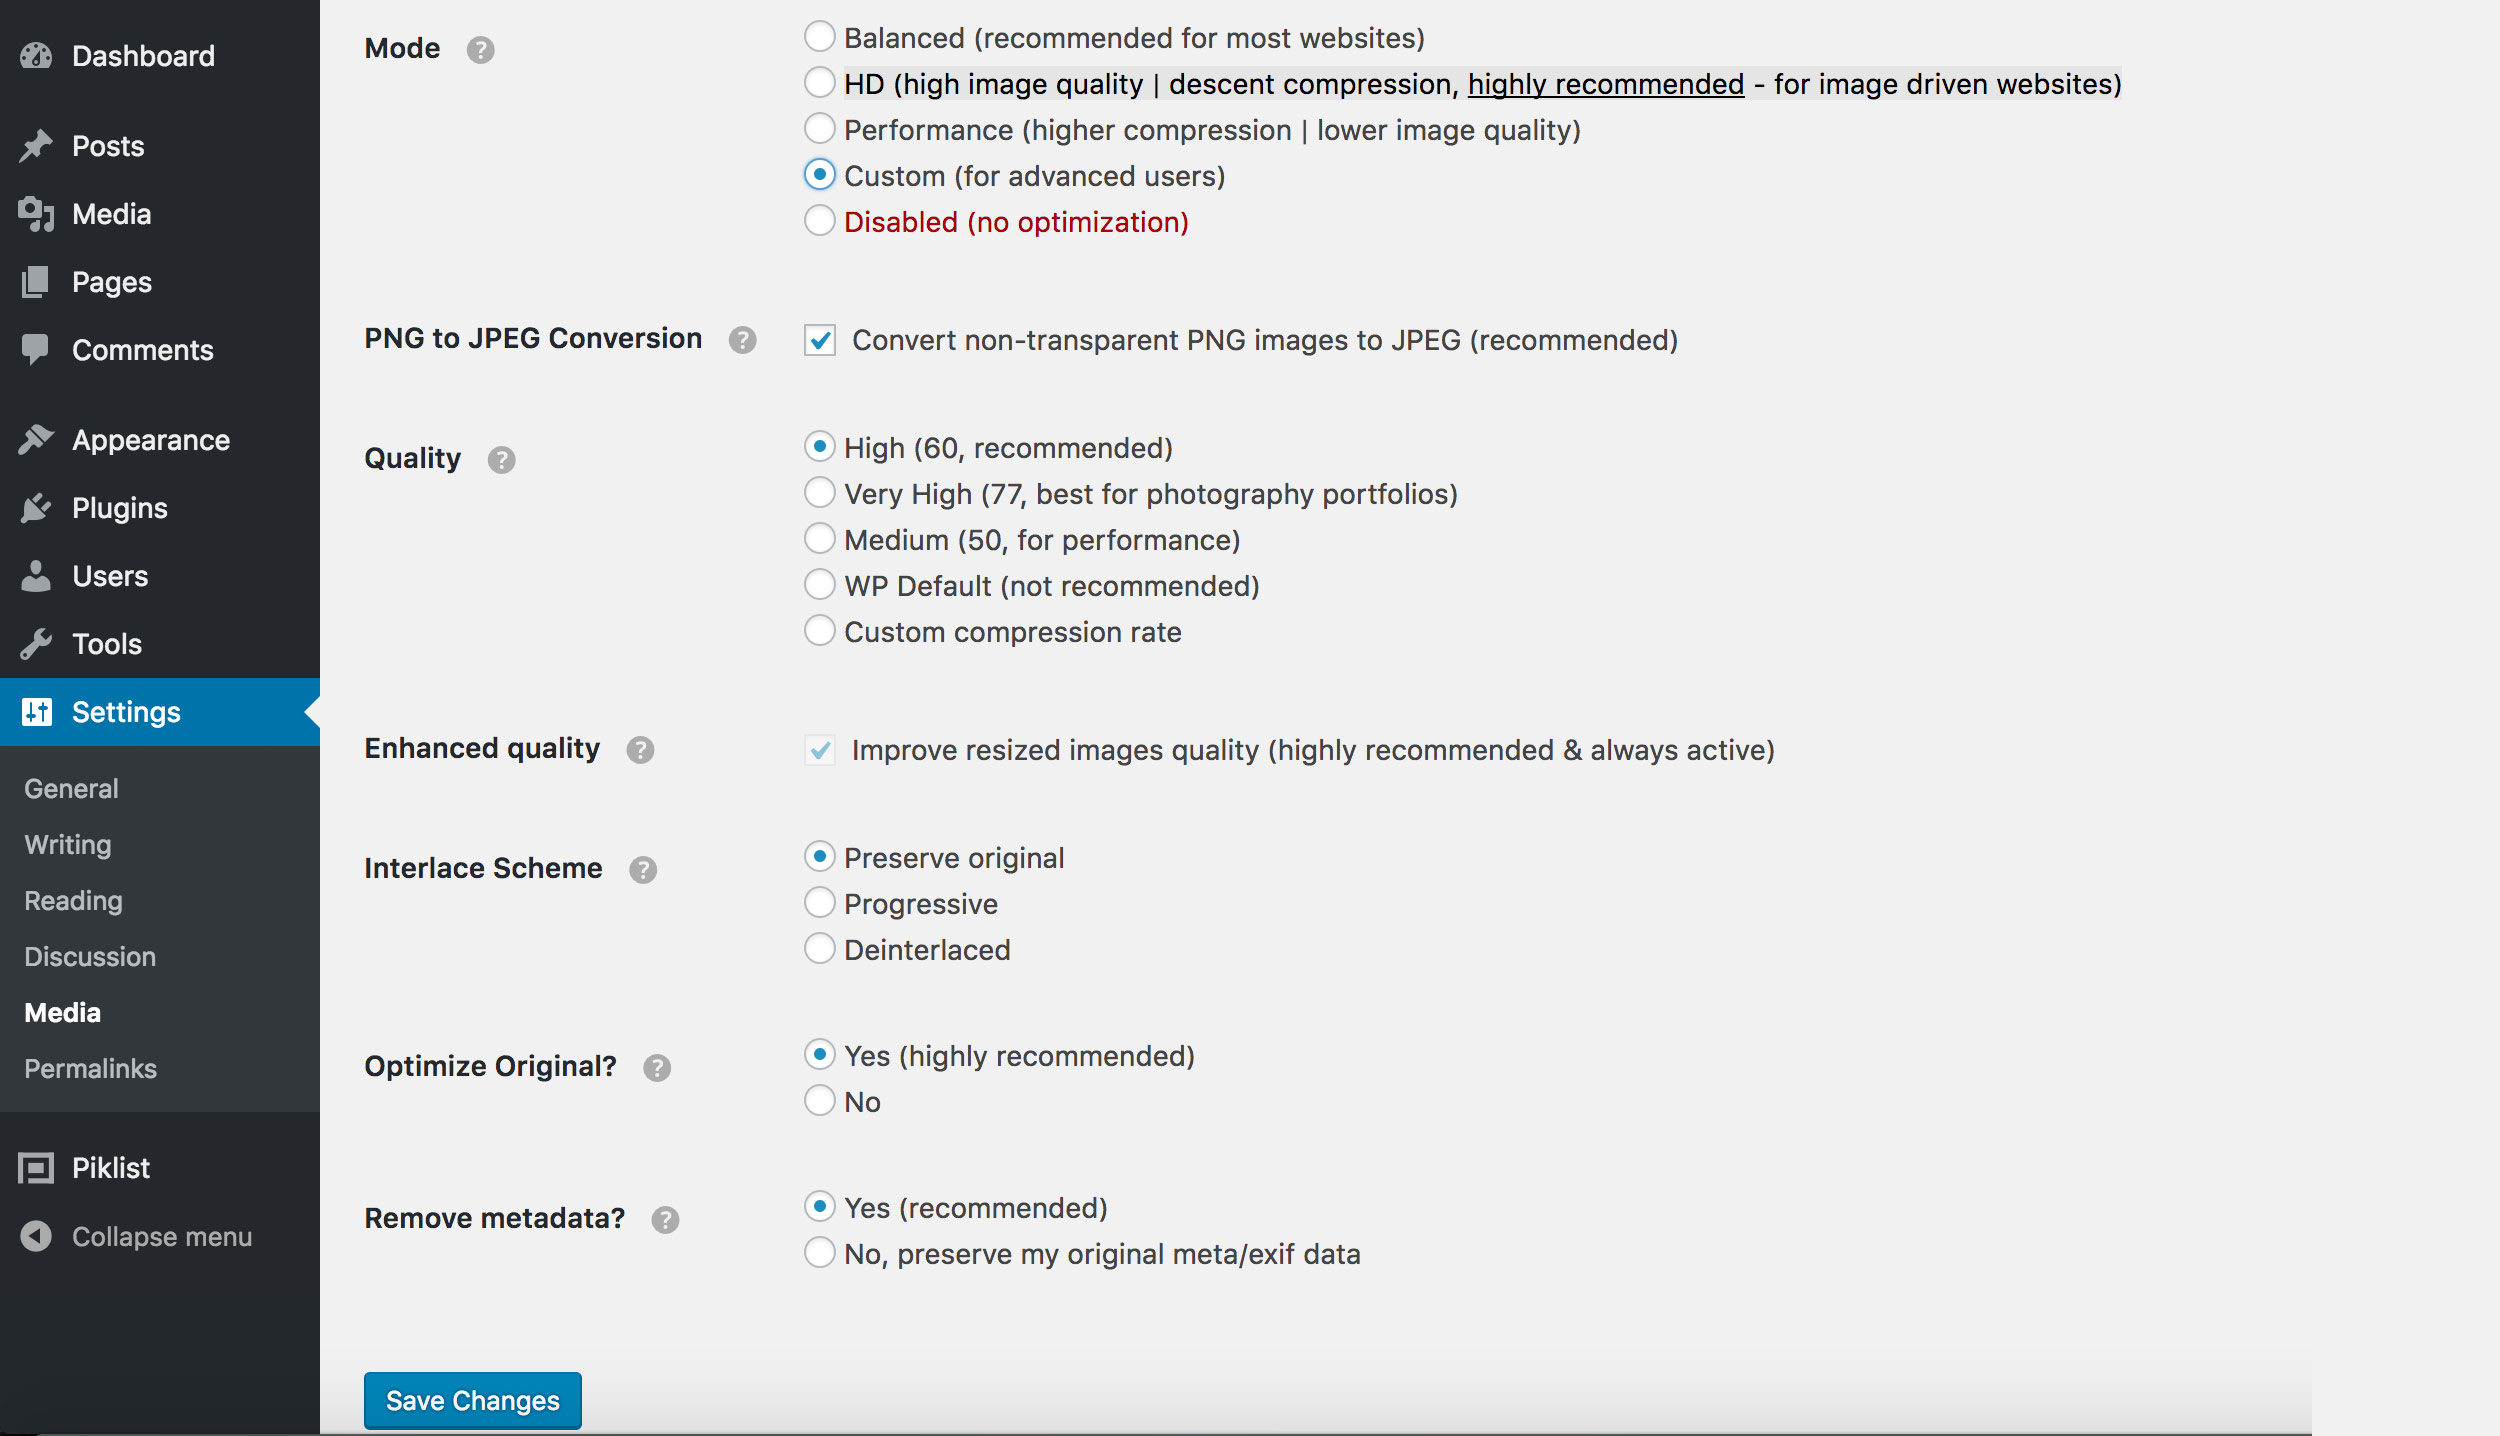 Dashboard
Posts
Media
Pages
Comments
Appearance
Plugins
Users
Tools
Settings
General
Writing
Reading
Discussion
Media
Permalinks
Piklist
Collapse menu
Mode ?
Balanced (recommended for most websites)
HD (high image quality | descent compression, highly recommended - for image driven websites)
Performance (higher compression | lower image quality)
Custom (for advanced users)
Disabled (no optimization)
PNG to JPEG Conversion ? Convert non-transparent PNG images to JPEG (recommended)
Quality ?
High (60, recommended)
Very High (77, best for photography portfolios)
Medium (50, for performance)
WP Default (not recommended)
Custom compression rate
Enhanced quality ? Improve resized images quality (highly recommended & always active)
Interlace Scheme ?
Preserve original
Progressive
Deinterlaced
Optimize Original? ?
Yes (highly recommended)
No
Remove metadata? ?
Yes (recommended)
No, preserve my original meta/exif data
Save Changes